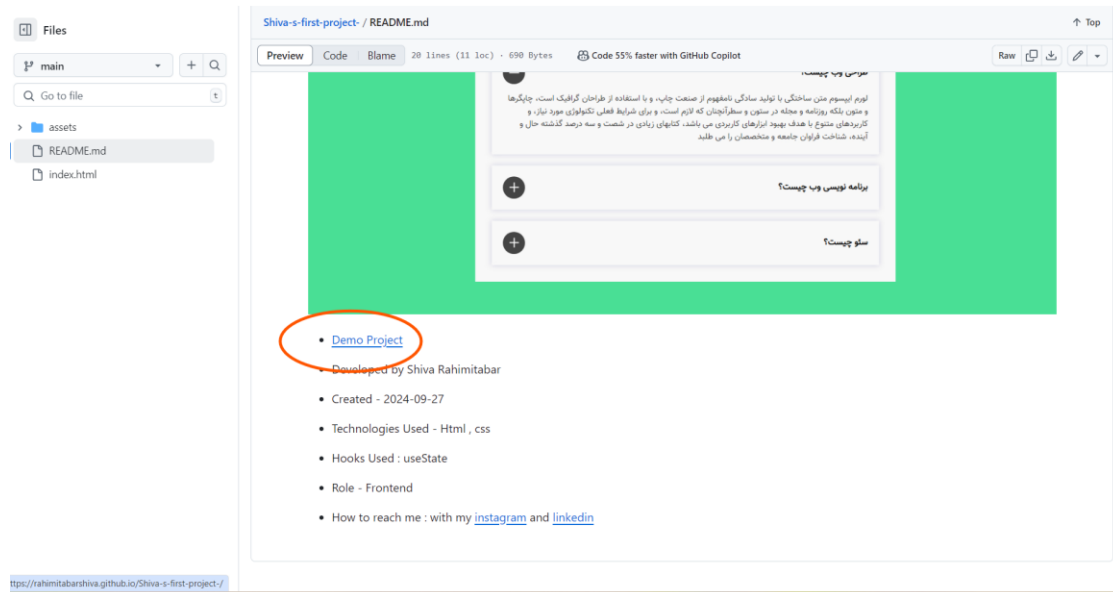 Files
main
Go to file
t
assets
README.md
index.html
Shiva-s-first-project- / README.md
Top
Preview Code Blame 20 lines (11 loc) · 690 Bytes Code 55% faster with GitHub Copilot Raw
طراحی وب چیست؟
لورم ایپسوم متن ساختگی با تولید سادگی نامفهوم از صنعت چاپ، و با استفاده از طراحان گرافیک است، چاپگرها
و متون بلکه روزنامه و مجله در ستون و سطرآنچنان که لازم است، و برای شرایط فعلی تکنولوژی مورد نیاز، و
کاربردهای متنوع با هدف بهبود ابزارهای کاربردی می باشد، کتابهای زیادی در شصت و سه درصد گذشته حال و
آینده، شناخت فراوان جامعه و متخصصان را می طلبد
برنامه نویسی وب چیست؟
سئو چیست؟
Demo Project
Developed by Shiva Rahimitabar
Created - 2024-09-27
Technologies Used - Html , css
Hooks Used : useState
Role - Frontend
How to reach me : with my instagram and linkedin
ttps://rahimitabarshiva.github.io/Shiva-s-first-project-/